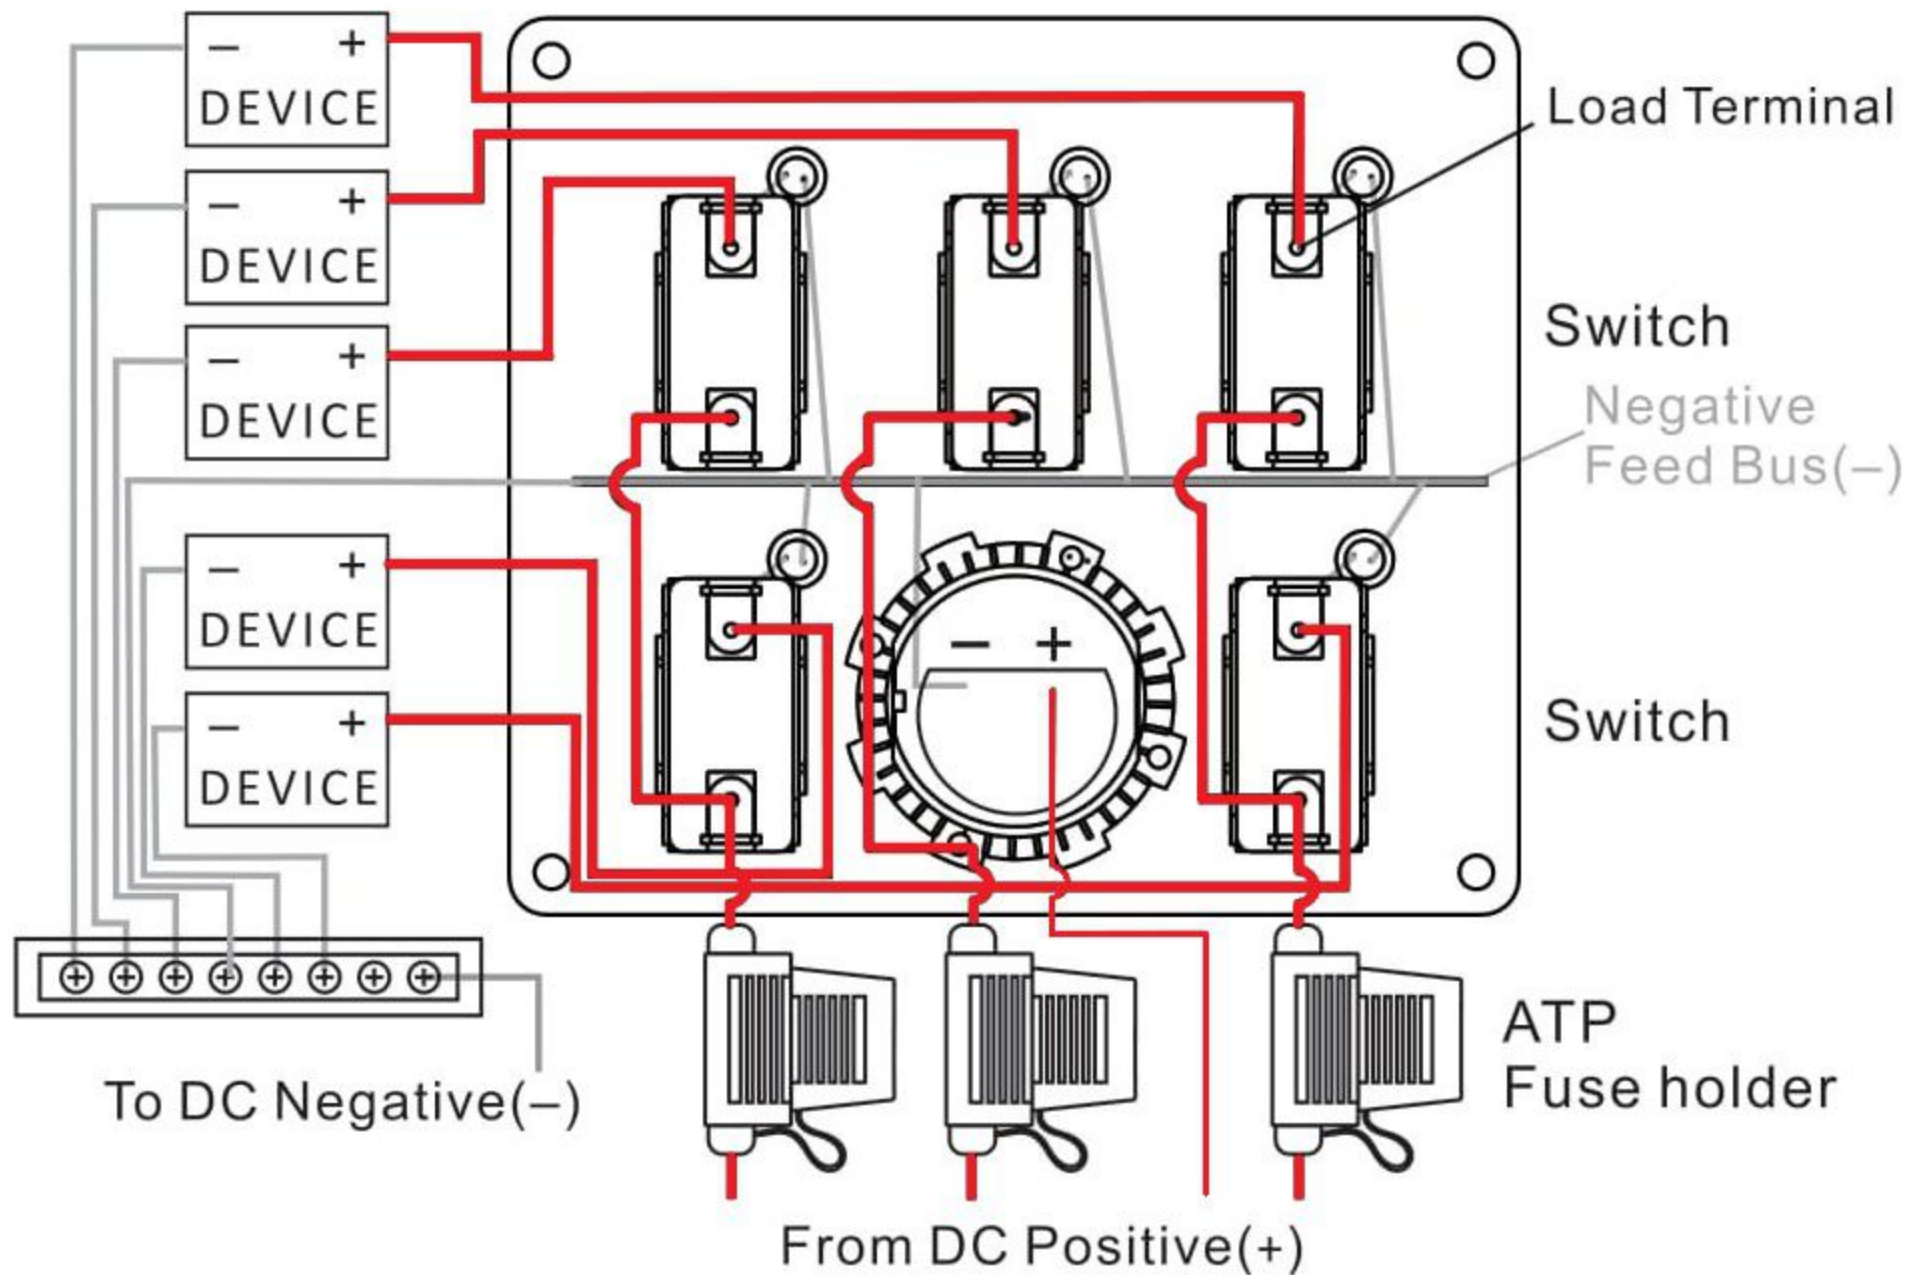 − +
DEVICE
− +
DEVICE
− +
DEVICE
− +
DEVICE
− +
DEVICE
Load Terminal
Switch
Negative
Feed Bus(−)
− +
Switch
ATP
Fuse holder
To DC Negative(−)
From DC Positive(+)